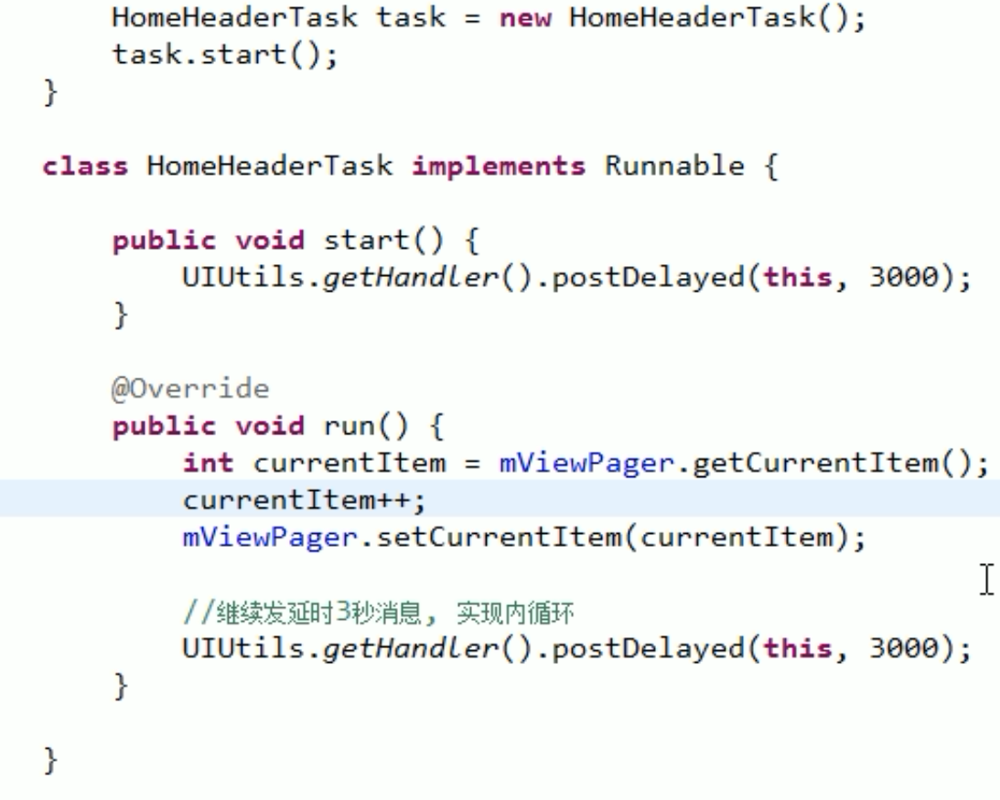 HomeHeaderTask task = new HomeHeaderTask();
task.start();
}
class HomeHeaderTask implements Runnable {
public void start() {
UIUtils.getHandler().postDelayed(this, 3000);
}
@Override
public void run() {
int currentItem = mViewPager.getCurrentItem();
currentItem++;
mViewPager.setCurrentItem(currentItem);
//继续发延时3秒消息, 实现内循环
UIUtils.getHandler().postDelayed(this, 3000);
}
}